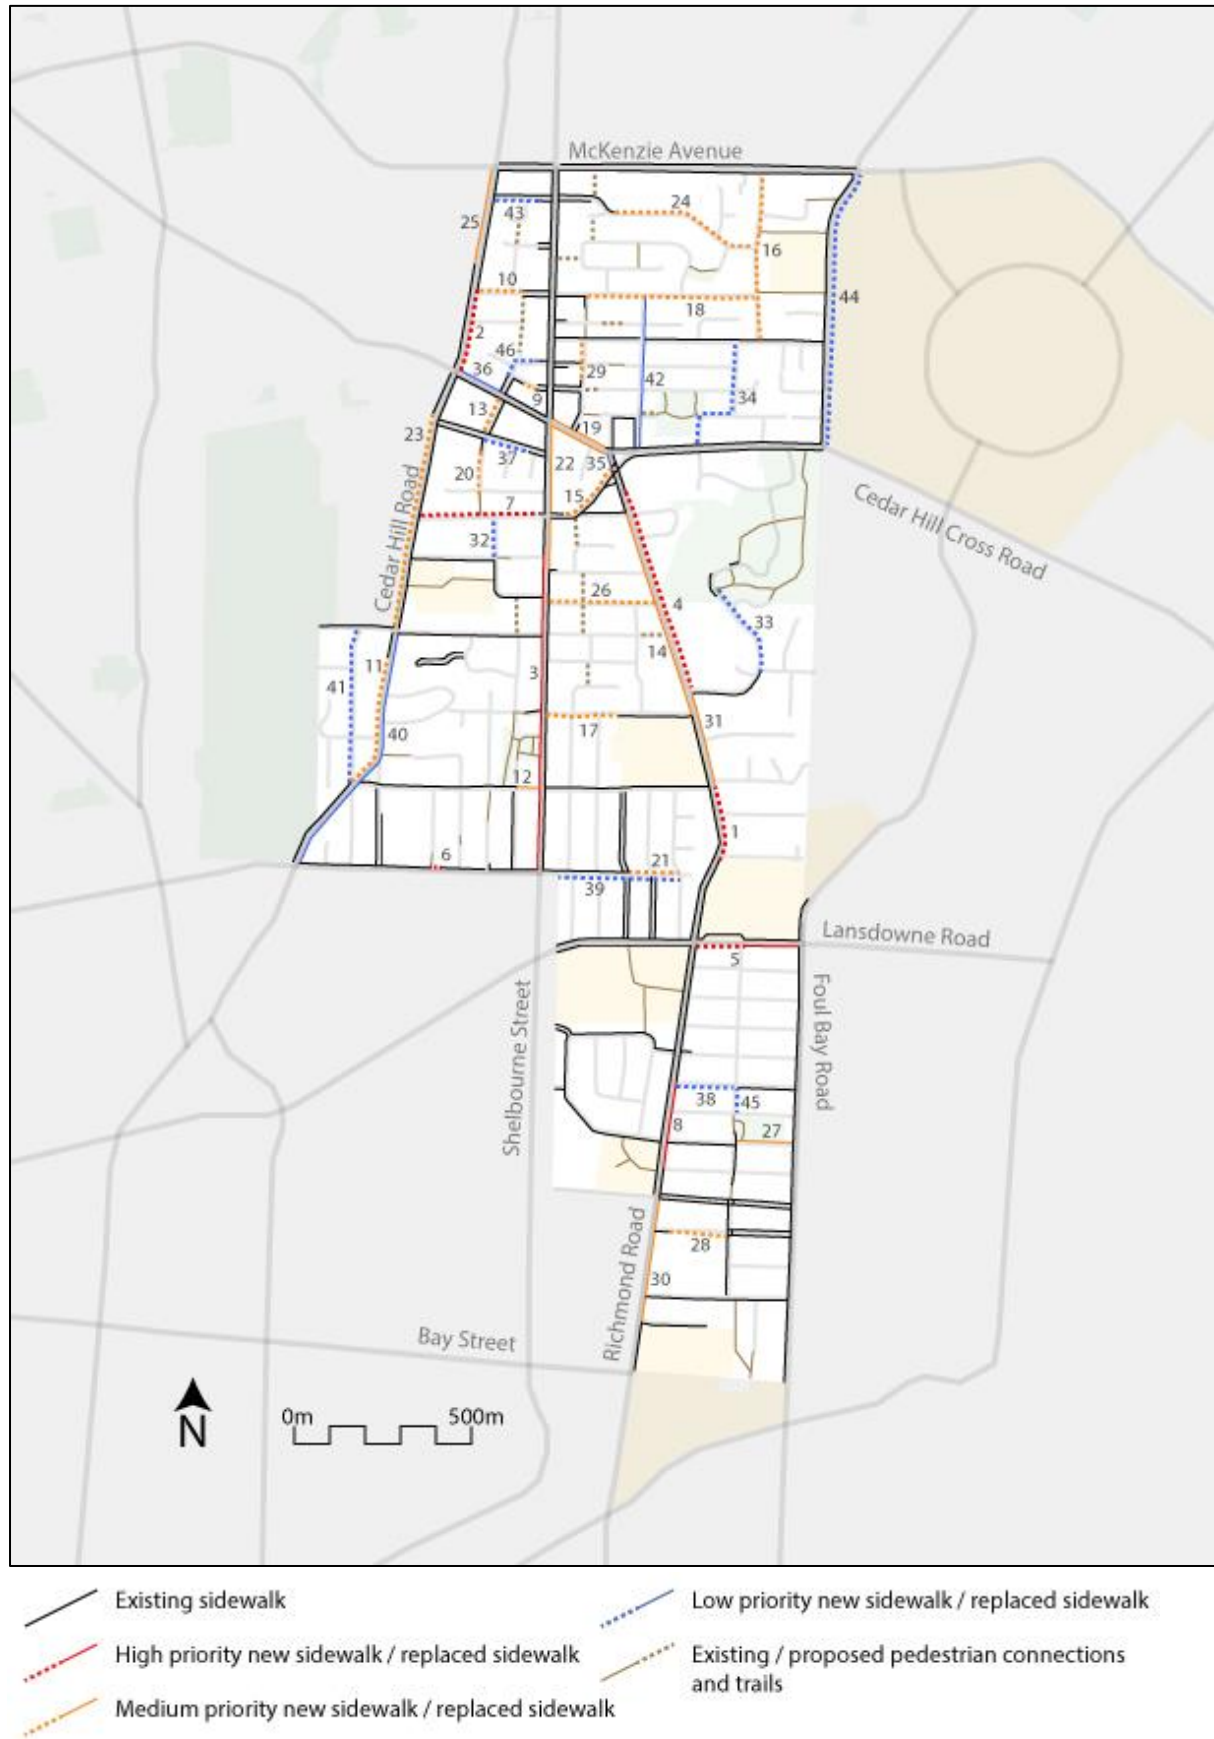 McKenzie Avenue
24
43
25
16
10
44
18
2
46
36
29
42
34
9
13
19
23
37
22
35
20
15
7
Cedar Hill Cross Road
32
Cedar Hill Road
26
4
33
14
11
3
41
31
17
40
12
1
6
21
39
Lansdowne Road
5
Foul Bay Road
Shelbourne Street
38
45
8
27
28
Richmond Road
30
Bay Street
N
0m
500m
Existing sidewalk
High priority new sidewalk / replaced sidewalk
Medium priority new sidewalk / replaced sidewalk
Low priority new sidewalk / replaced sidewalk
Existing / proposed pedestrian connections
and trails